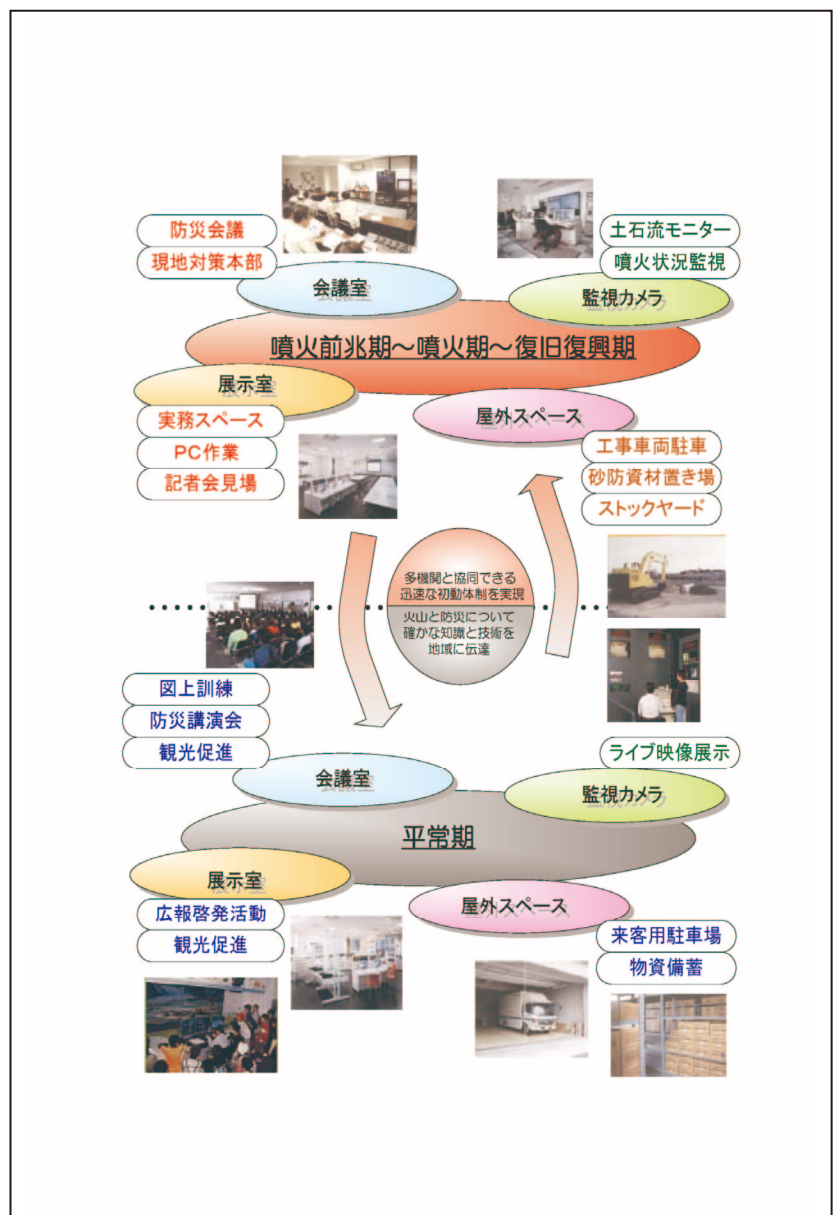 防災会議
現地対策本部
会議室
土石流モニター
噴火状況監視
監視カメラ
噴火前兆期～噴火期～復旧復興期
展示室
実務スペース
PC作業
記者会見場
屋外スペース
工事車両駐車
砂防資材置き場
ストックヤード
多機関と協同できる
迅速な初動体制を実現
火山と防災について
確かな知識と技術を
地域に伝達
図上訓練
防災講演会
観光促進
会議室
ライブ映像展示
監視カメラ
平常期
展示室
広報啓発活動
観光促進
屋外スペース
来客用駐車場
物資備蓄